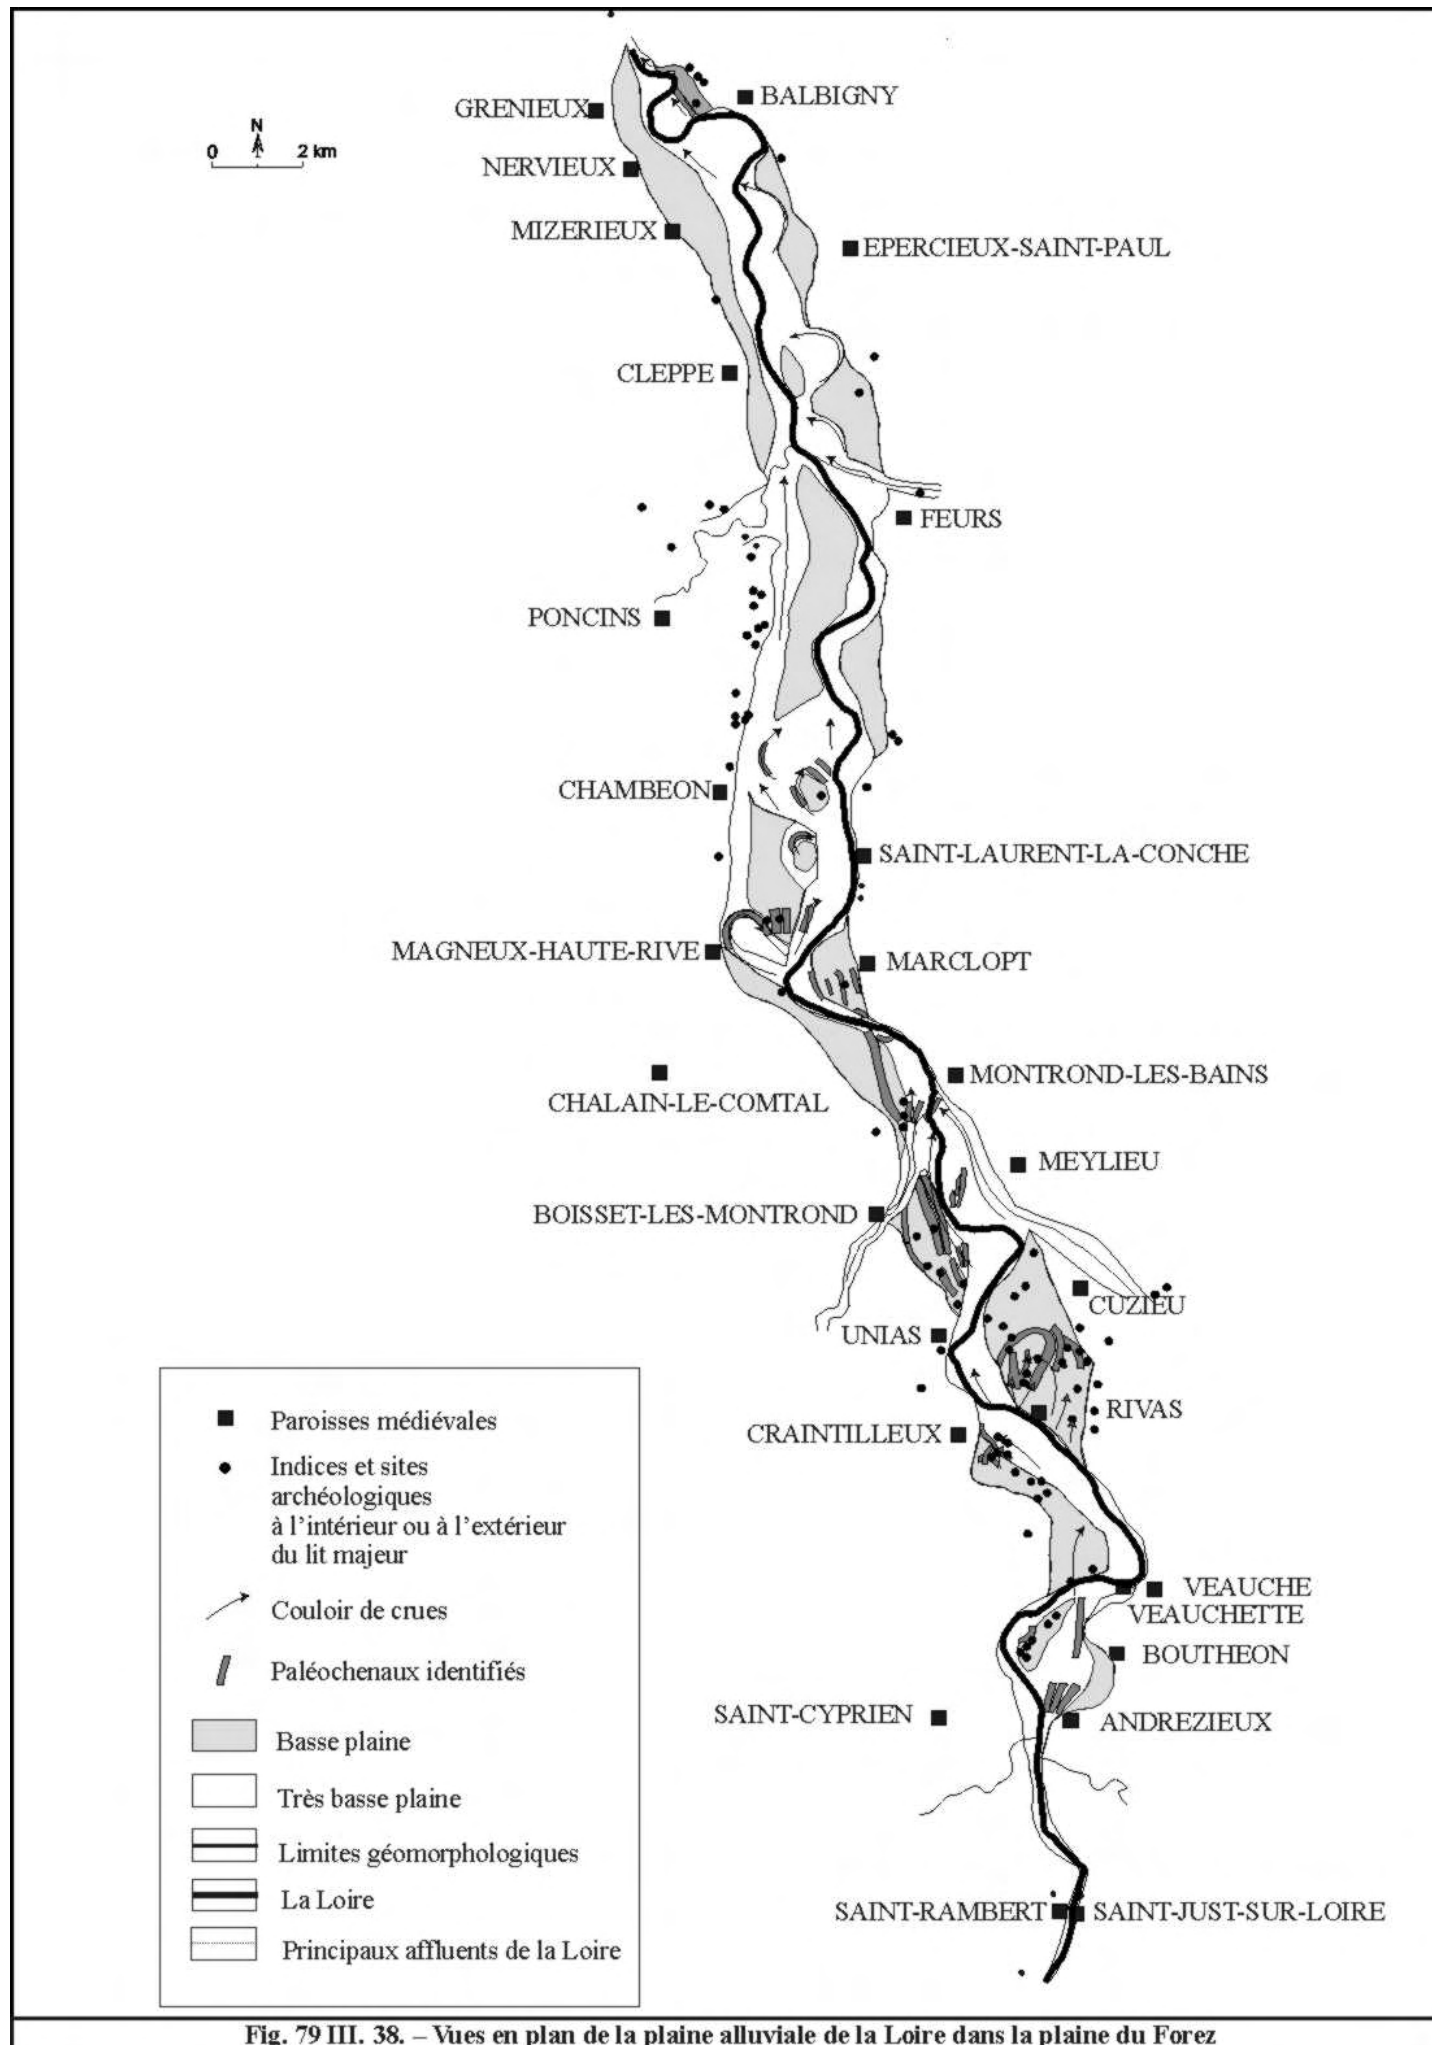 BALBIGNY
GRENIEUX
N
0 2 km
NERVIEUX
MIZERIEUX
EPERCIEUX-SAINT-PAUL
CLEPPE
FEURS
PONCINS
CHAMBEON
SAINT-LAURENT-LA-CONCHE
MAGNEUX-HAUTE-RIVE
MARCLOPT
MONTROND-LES-BAINS
CHALAIN-LE-COMTAL
MEYLIEU
BOISSET-LES-MONTROND
CUZIEU
UNIAS
RIVAS
CRAINTILLEUX
VEAUCHE
VEAUCHETTE
BOUTHEON
SAINT-CYPRIEN
ANDREZIEUX
SAINT-RAMBERT
SAINT-JUST-SUR-LOIRE
Paroisses médiévales
Indices et sites
archéologiques
à l'intérieur ou à l'extérieur
du lit majeur
Couloir de crues
Paléochenaux identifiés
Basse plaine
Très basse plaine
Limites géomorphologiques
La Loire
Principaux affluents de la Loire
Fig. 79 III. 38. – Vues en plan de la plaine alluviale de la Loire dans la plaine du Forez